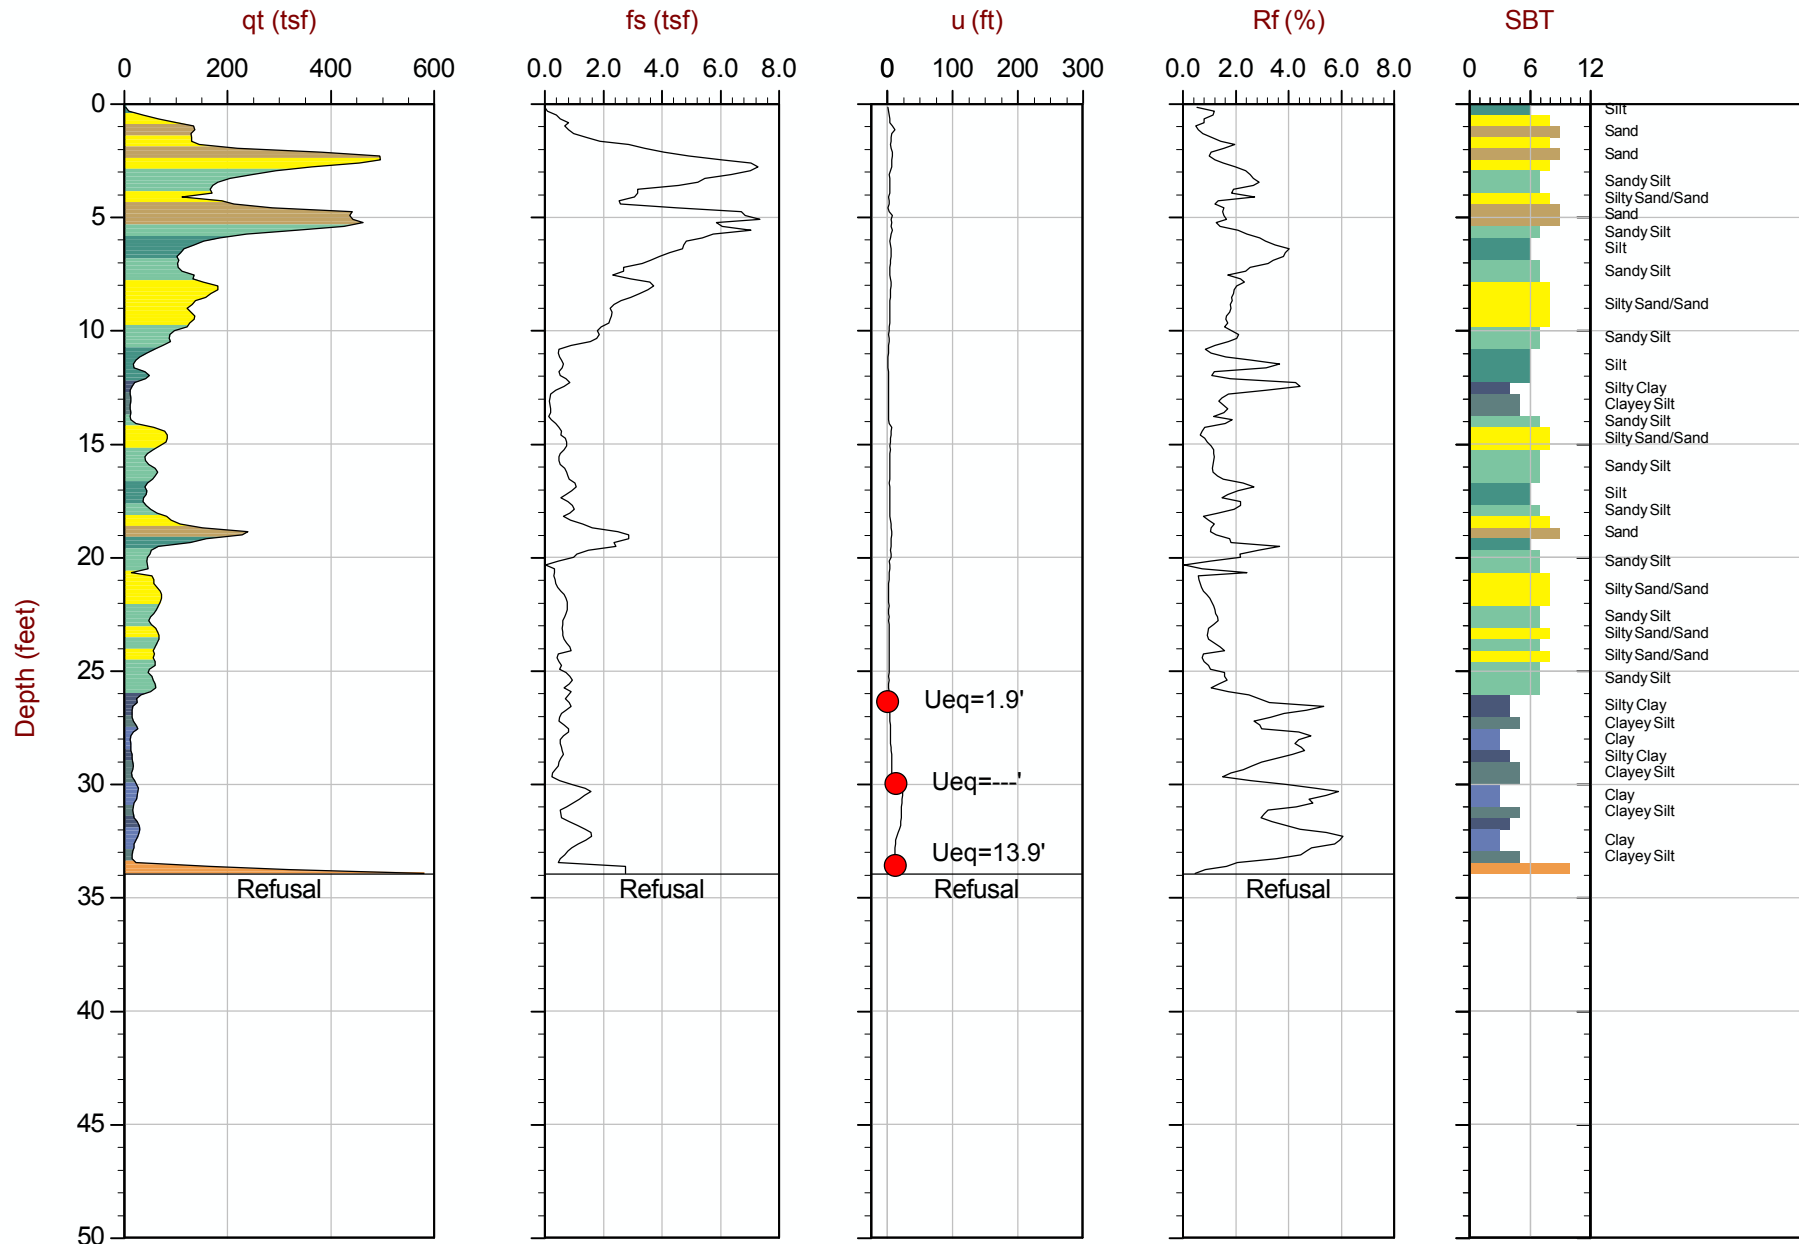 qt (tsf) fs (tsf) u (ft) Rf (%) SBT
0 200 400 600 0.0 2.0 4.0 6.0 8.0 0 100 200 300 0.0 2.0 4.0 6.0 8.0 0 6 12
0
Silt
Sand
Sand
Sandy Silt
Silty Sand/Sand
Sand
5
Sandy Silt
Silt
Sandy Silt
Silty Sand/Sand
10
Sandy Silt
Silt
Silty Clay
Clayey Silt
Sandy Silt
Silty Sand/Sand
15
Sandy Silt
Silt
Sandy Silt
Sand
20
Sandy Silt
Silty Sand/Sand
Sandy Silt
Silty Sand/Sand
Silty Sand/Sand
25
Sandy Silt
Depth (feet)
Ueq=1.9' Silty Clay
Clayey Silt
Clay
Silty Clay
Clayey Silt
30 Ueq=---'
Clay
Clayey Silt
Clay
Ueq=13.9' Clayey Silt
Refusal Refusal Refusal Refusal
35
40
45
50